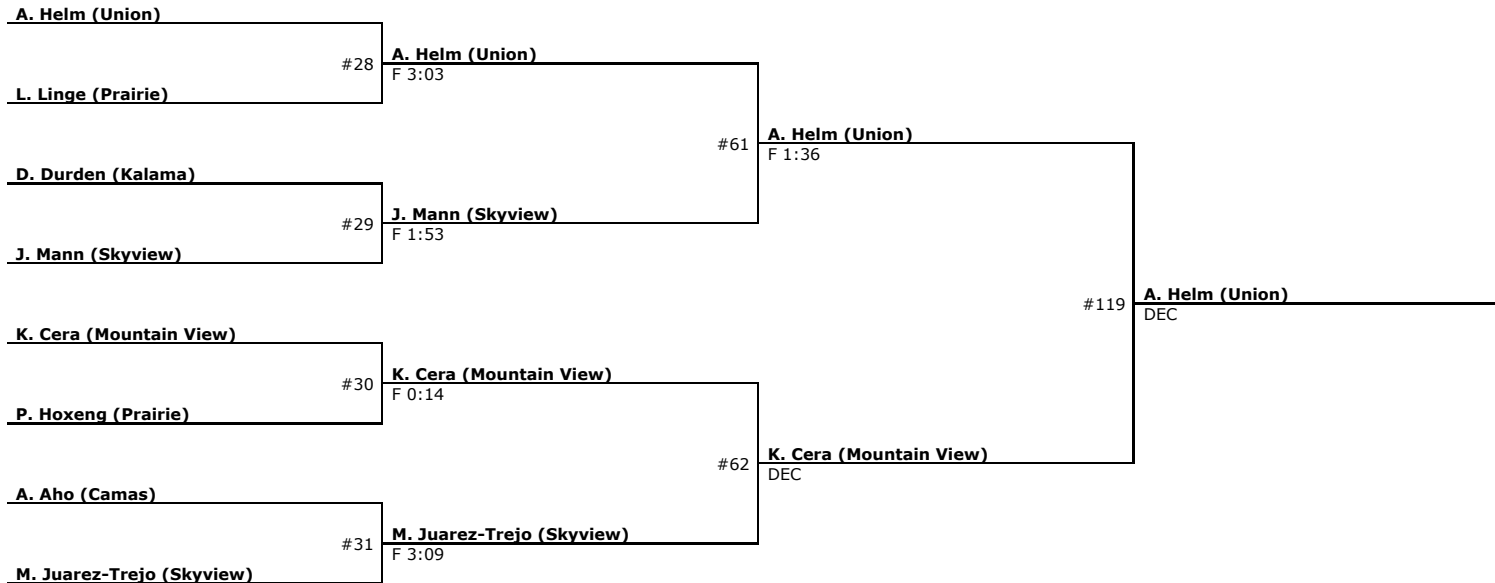 A. Helm (Union)
#28
L. Linge (Prairie)
A. Helm (Union)
F 3:03
D. Durden (Kalama)
#29
J. Mann (Skyview)
J. Mann (Skyview)
F 1:53
#61
A. Helm (Union)
F 1:36
K. Cera (Mountain View)
#30
P. Hoxeng (Prairie)
K. Cera (Mountain View)
F 0:14
A. Aho (Camas)
#31
M. Juarez-Trejo (Skyview)
M. Juarez-Trejo (Skyview)
F 3:09
#62
K. Cera (Mountain View)
DEC
#119
A. Helm (Union)
DEC